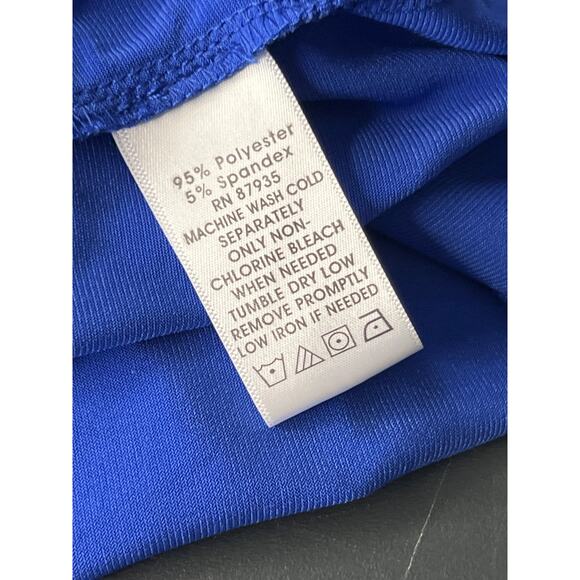 95% Polyester
5% Spandex
RN 87935
MACHINE WASH COLD
SEPARATELY
ONLY NON-
CHLORINE BLEACH
WHEN NEEDED
TUMBLE DRY LOW
REMOVE PROMPTLY
LOW IRON IF NEEDED